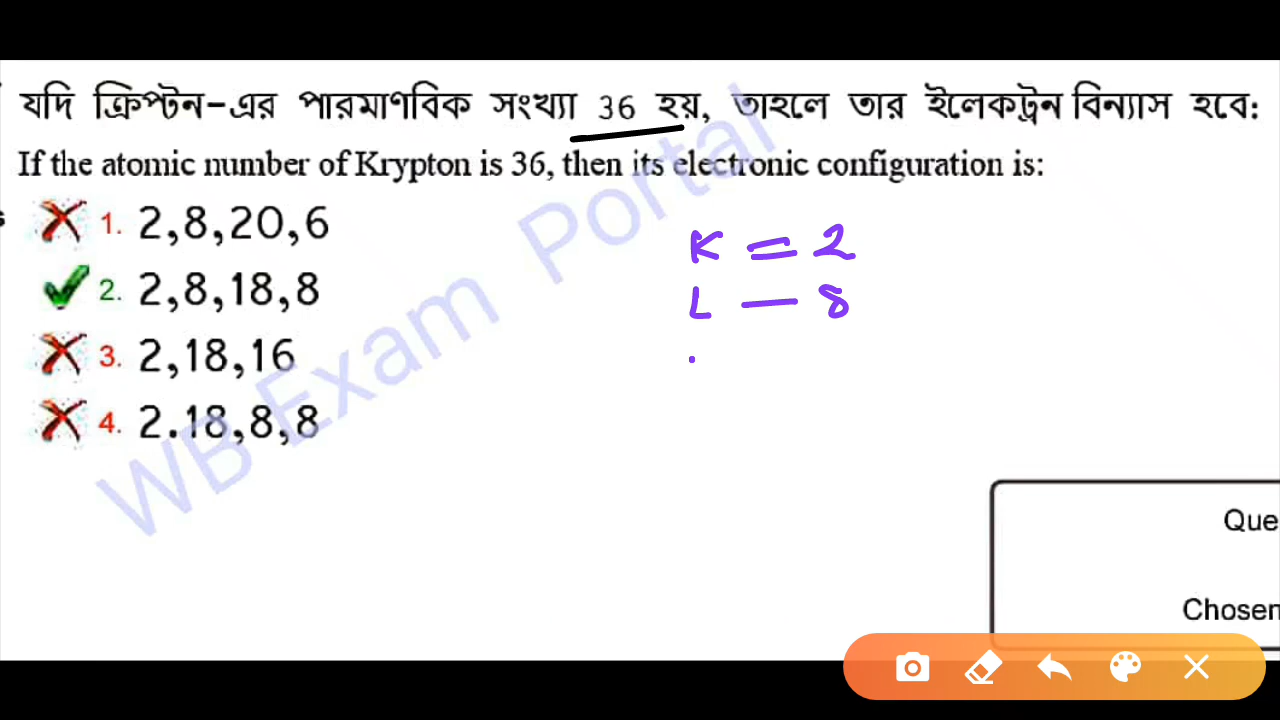 যদি ক্রিপ্টন-এর পারমাণবিক সংখ্যা 36 হয়, তাহলে তার ইলেকট্রন বিন্যাস হবে:
If the atomic number of Krypton is 36, then its electronic configuration is:
1. 2,8,20,6
2. 2,8,18,8
3. 2,18,16
4. 2.18,8,8
K = 2
L — 8
WB Exam Portal
Que
Chosen